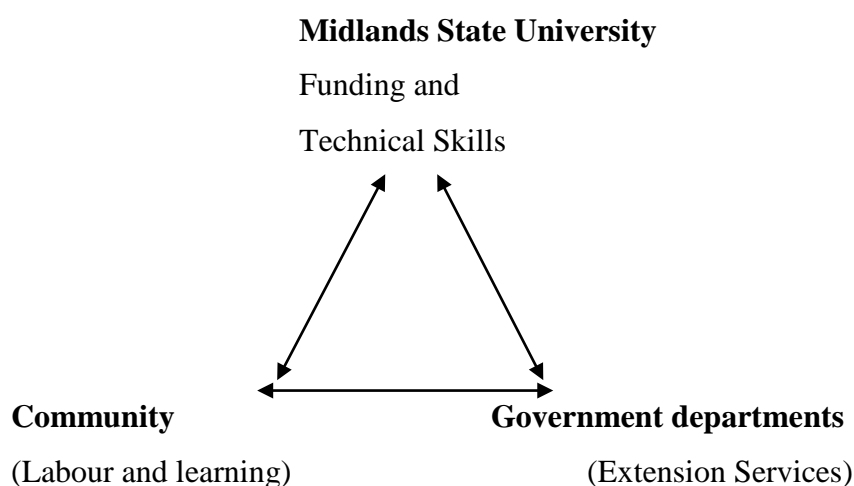 Midlands State University
Funding and
Technical Skills
Community
Government departments
(Labour and learning)
(Extension Services)